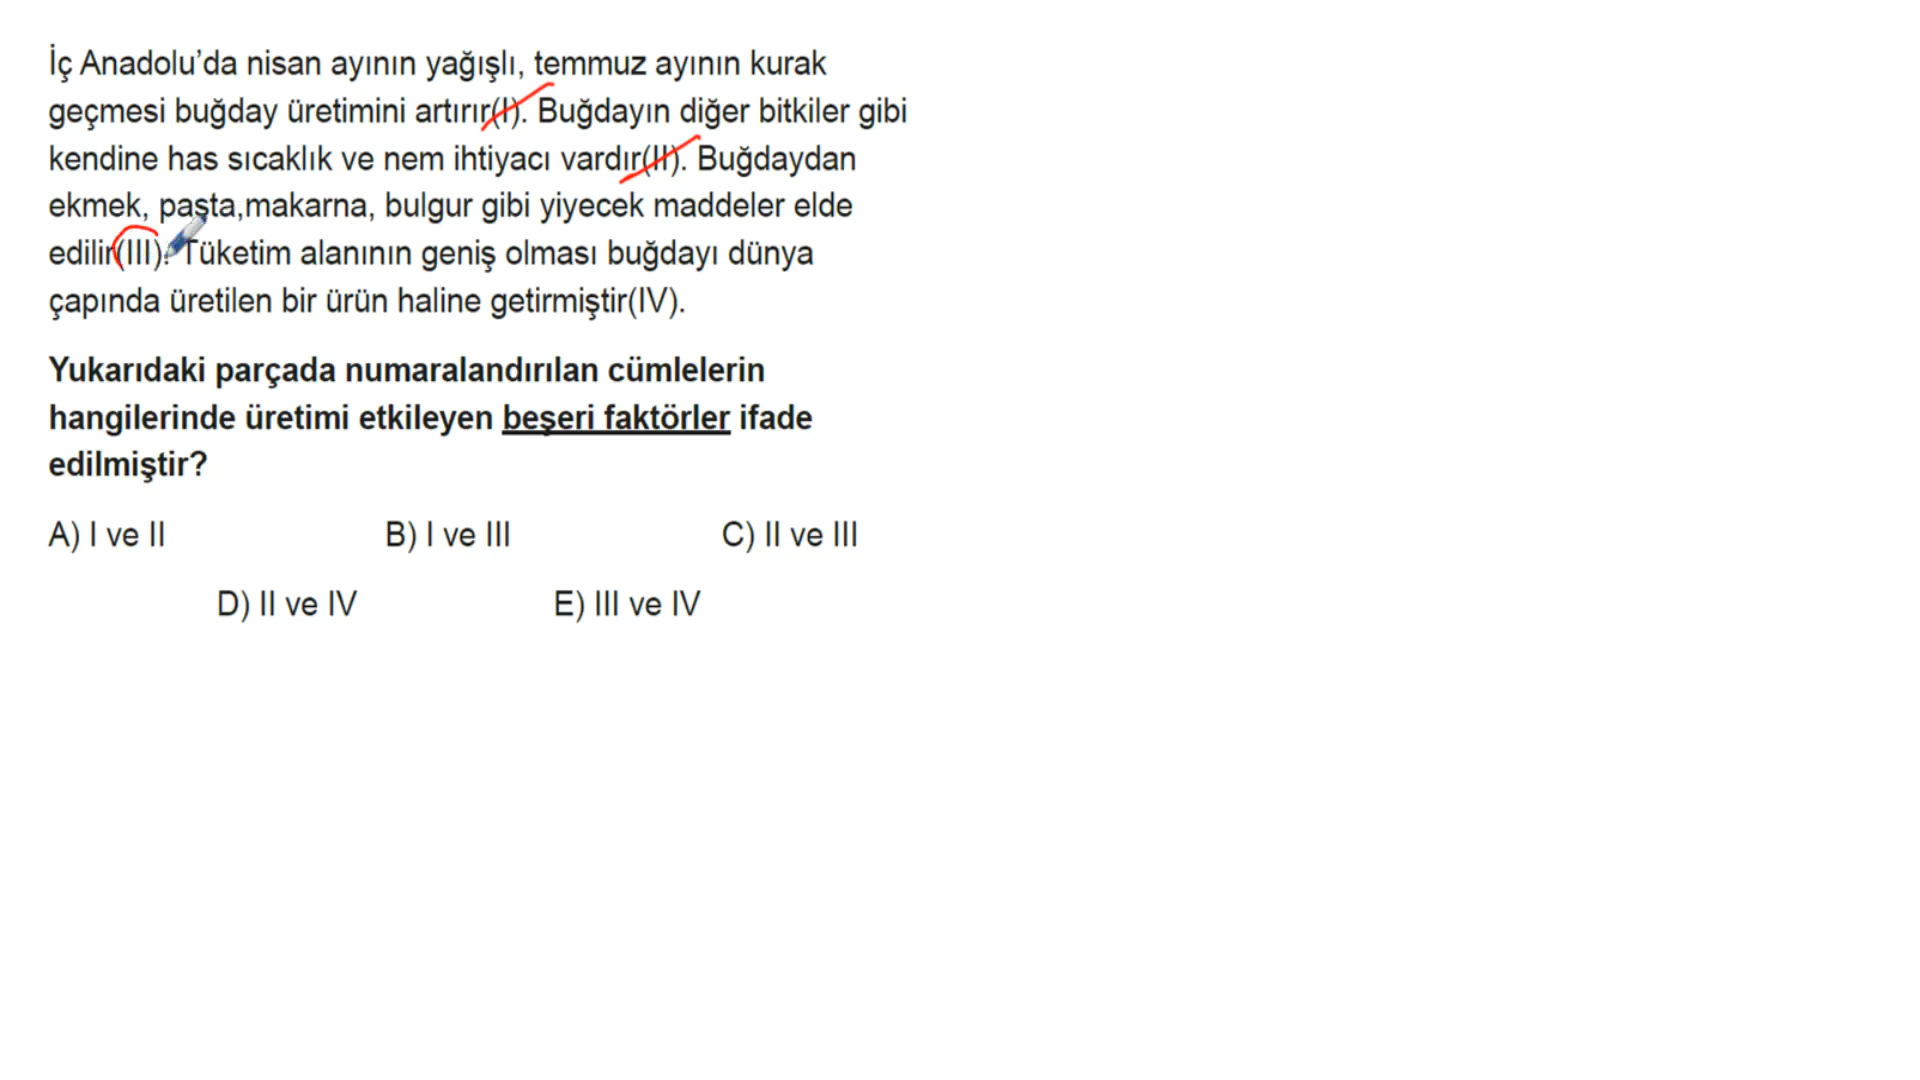 İç Anadolu’da nisan ayının yağışlı, temmuz ayının kurak
geçmesi buğday üretimini artırır(I). Buğdayın diğer bitkiler gibi
kendine has sıcaklık ve nem ihtiyacı vardır(II). Buğdaydan
ekmek, pasta,makarna, bulgur gibi yiyecek maddeler elde
edilir(III). Tüketim alanının geniş olması buğdayı dünya
çapında üretilen bir ürün haline getirmiştir(IV).
Yukarıdaki parçada numaralandırılan cümlelerin
hangilerinde üretimi etkileyen beşeri faktörler ifade
edilmiştir?
A) I ve II B) I ve III C) II ve III
D) II ve IV E) III ve IV